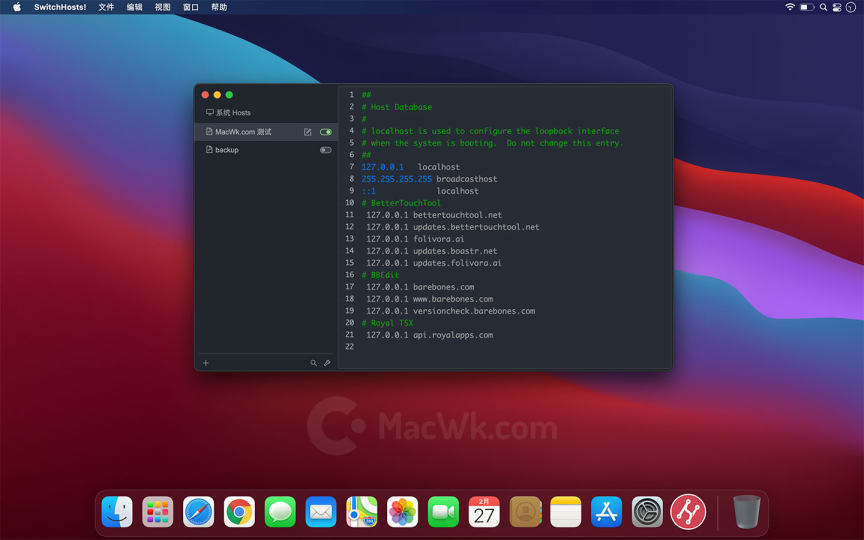 SwitchHosts! 文件 编辑 视图 窗口 帮助
系统 Hosts
MacWk.com 测试
backup
1 ##
2 # Host Database
3 #
4 # localhost is used to configure the loopback interface
5 # when the system is booting. Do not change this entry.
6 ##
7 127.0.0.1 localhost
8 255.255.255.255 broadcasthost
9 ::1 localhost
10 # BetterTouchTool
11 127.0.0.1 bettertouchtool.net
12 127.0.0.1 updates.bettertouchtool.net
13 127.0.0.1 folivora.ai
14 127.0.0.1 updates.boastr.net
15 127.0.0.1 updates.folivora.ai
16 # BBEdit
17 127.0.0.1 barebones.com
18 127.0.0.1 www.barebones.com
19 127.0.0.1 versioncheck.barebones.com
20 # Royal TSX
21 127.0.0.1 api.royalapps.com
22
MacWk.com
2月
27